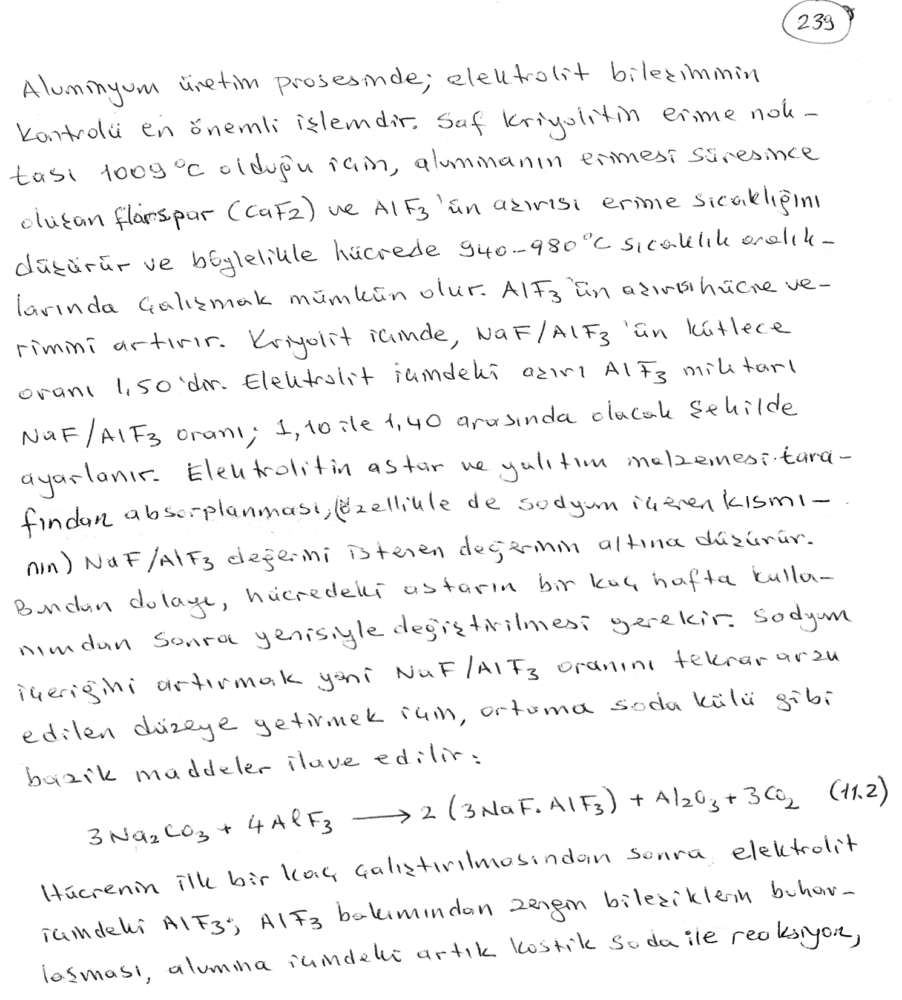 239
Aluminyum üretim prosesinde; elektrolit bileşiminin
kontrolü en önemli işlemdir. Saf kriyolitin erime nok-
tası 1009 °C olduğu için, aluminanın erimesi süresince
oluşan florspar (CaF2) ve AlF3 'ün aşırısı erime sıcaklığını
düşürür ve böylelikle hücrede 940-980 °C sıcaklık aralık-
larında çalışmak mümkün olur. AlF3 'ün aşırısı hücre ve-
rimini artırır. Kriyolit içinde, NaF/AlF3 'ün kütlece
oranı 1,50 'dir. Elektrolit içindeki aşırı AlF3 miktarı
NaF/AlF3 oranı; 1,10 ile 1,40 arasında olacak şekilde
ayarlanır. Elektrolitin astar ve yalıtım malzemesi tara-
fından absorplanması, (özellikle de sodyum içeren kısmı-
nın) NaF/AlF3 değerini istenen değerinin altına düşürür.
Bundan dolayı, hücredeki astarın bir kaç hafta kulla-
nımdan sonra yenisiyle değiştirilmesi gerekir. Sodyum
içeriğini artırmak yani NaF/AlF3 oranını tekrar arzu
edilen düzeye getirmek için, ortama soda külü gibi
bazik maddeler ilave edilir:
3Na2CO3 + 4AlF3 → 2 (3NaF.AlF3) + Al2O3 + 3CO2 (11.2)
Hücrenin ilk bir kaç çalıştırılmasından sonra, elektrolit
içindeki AlF3; AlF3 bakımından zengin bileşiklerin buhar-
laşması, alumina içindeki artık kostik soda ile reaksiyon,